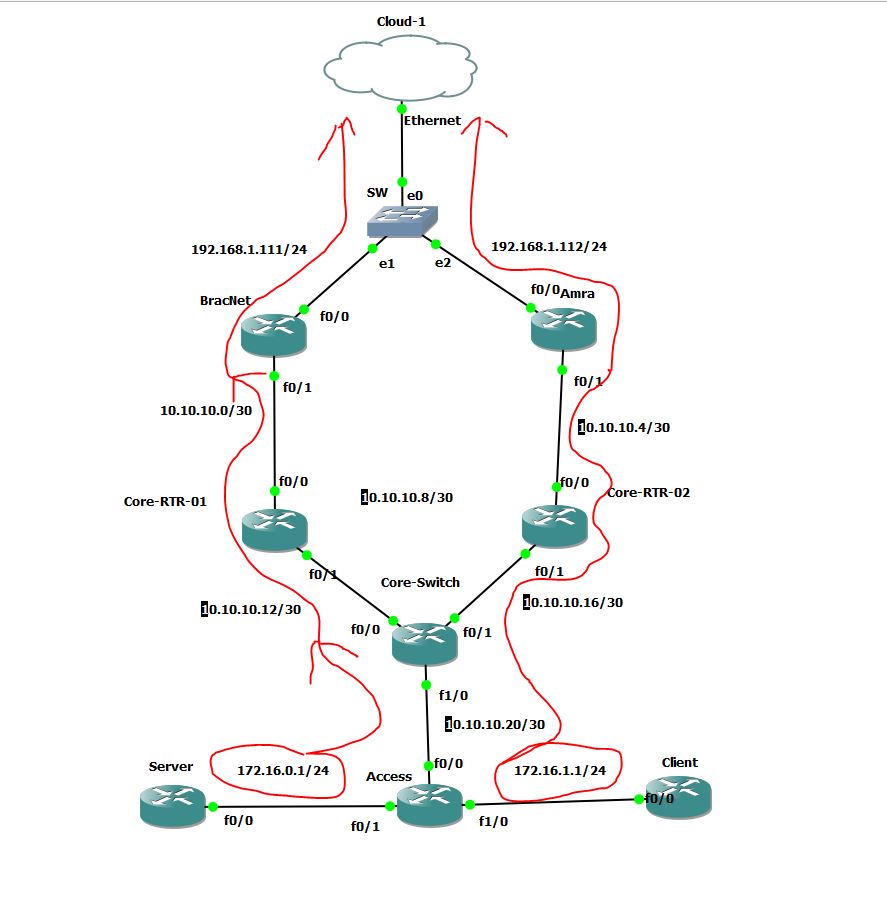 Cloud-1
Ethernet
SW
e0
192.168.1.111/24
e1
e2
192.168.1.112/24
BracNet
f0/0
f0/0
Amra
f0/1
f0/1
10.10.10.0/30
10.10.10.4/30
f0/0
f0/0
Core-RTR-01
10.10.10.8/30
Core-RTR-02
f0/1
Core-Switch
f0/1
10.10.10.12/30
10.10.10.16/30
f0/0
f0/1
f1/0
10.10.10.20/30
Server
172.16.0.1/24
Access
f0/0
172.16.1.1/24
Client
f0/0
f0/0
f0/1
f1/0